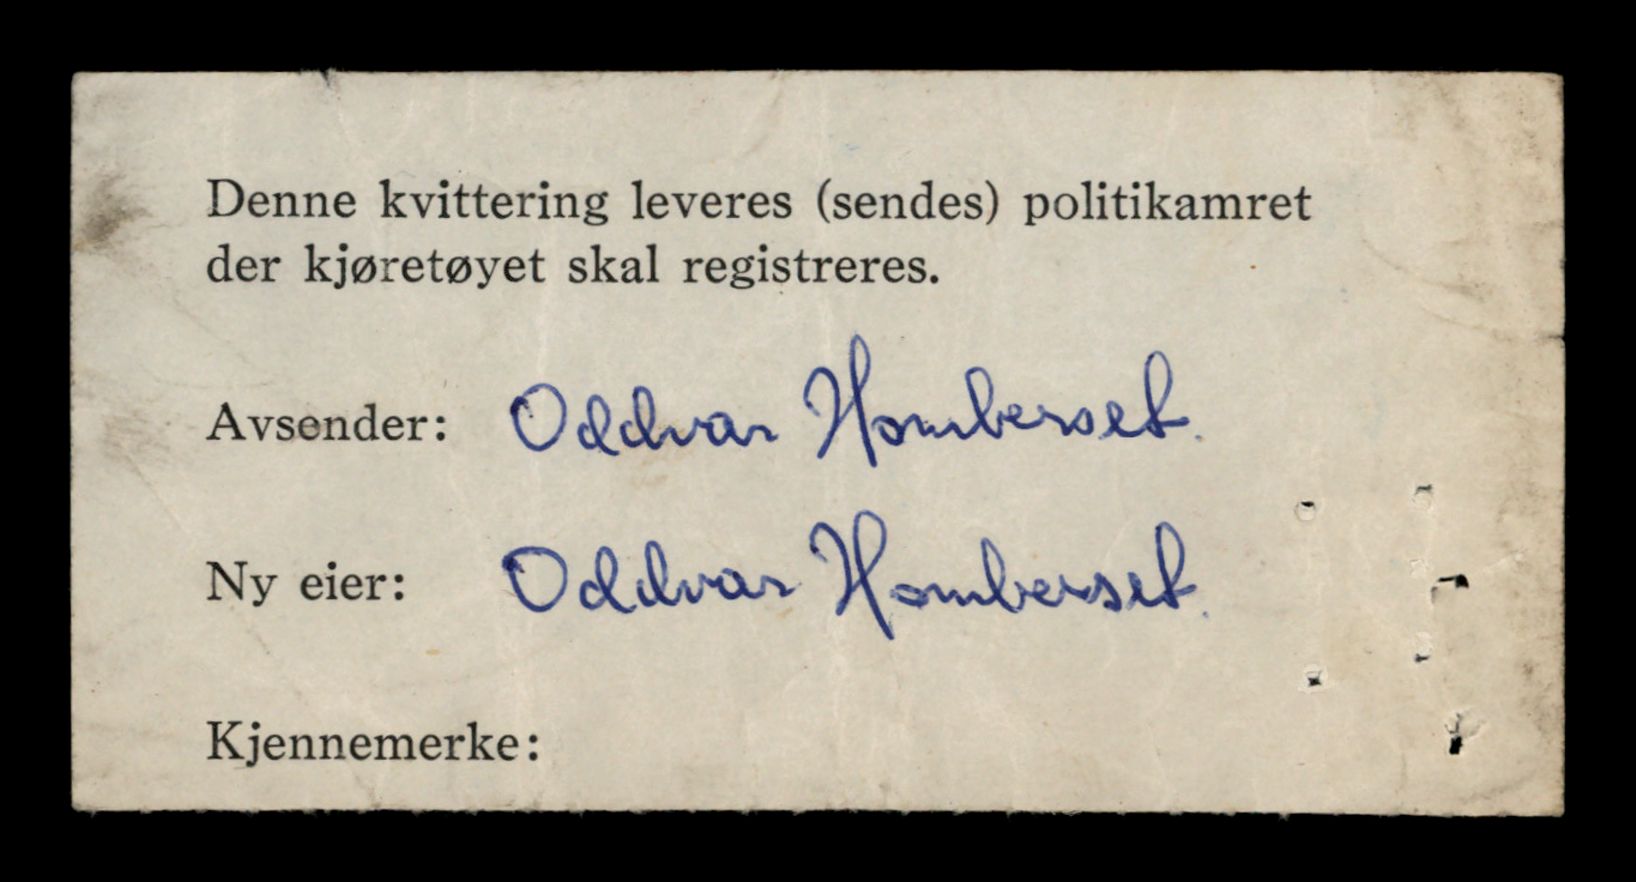 Denne kvittering leveres (sendes) politikamret
der kjøretøyet skal registreres.
Avsender: Oddvar Homberset.
Ny eier: Oddvar Homberset.
Kjennemerke: